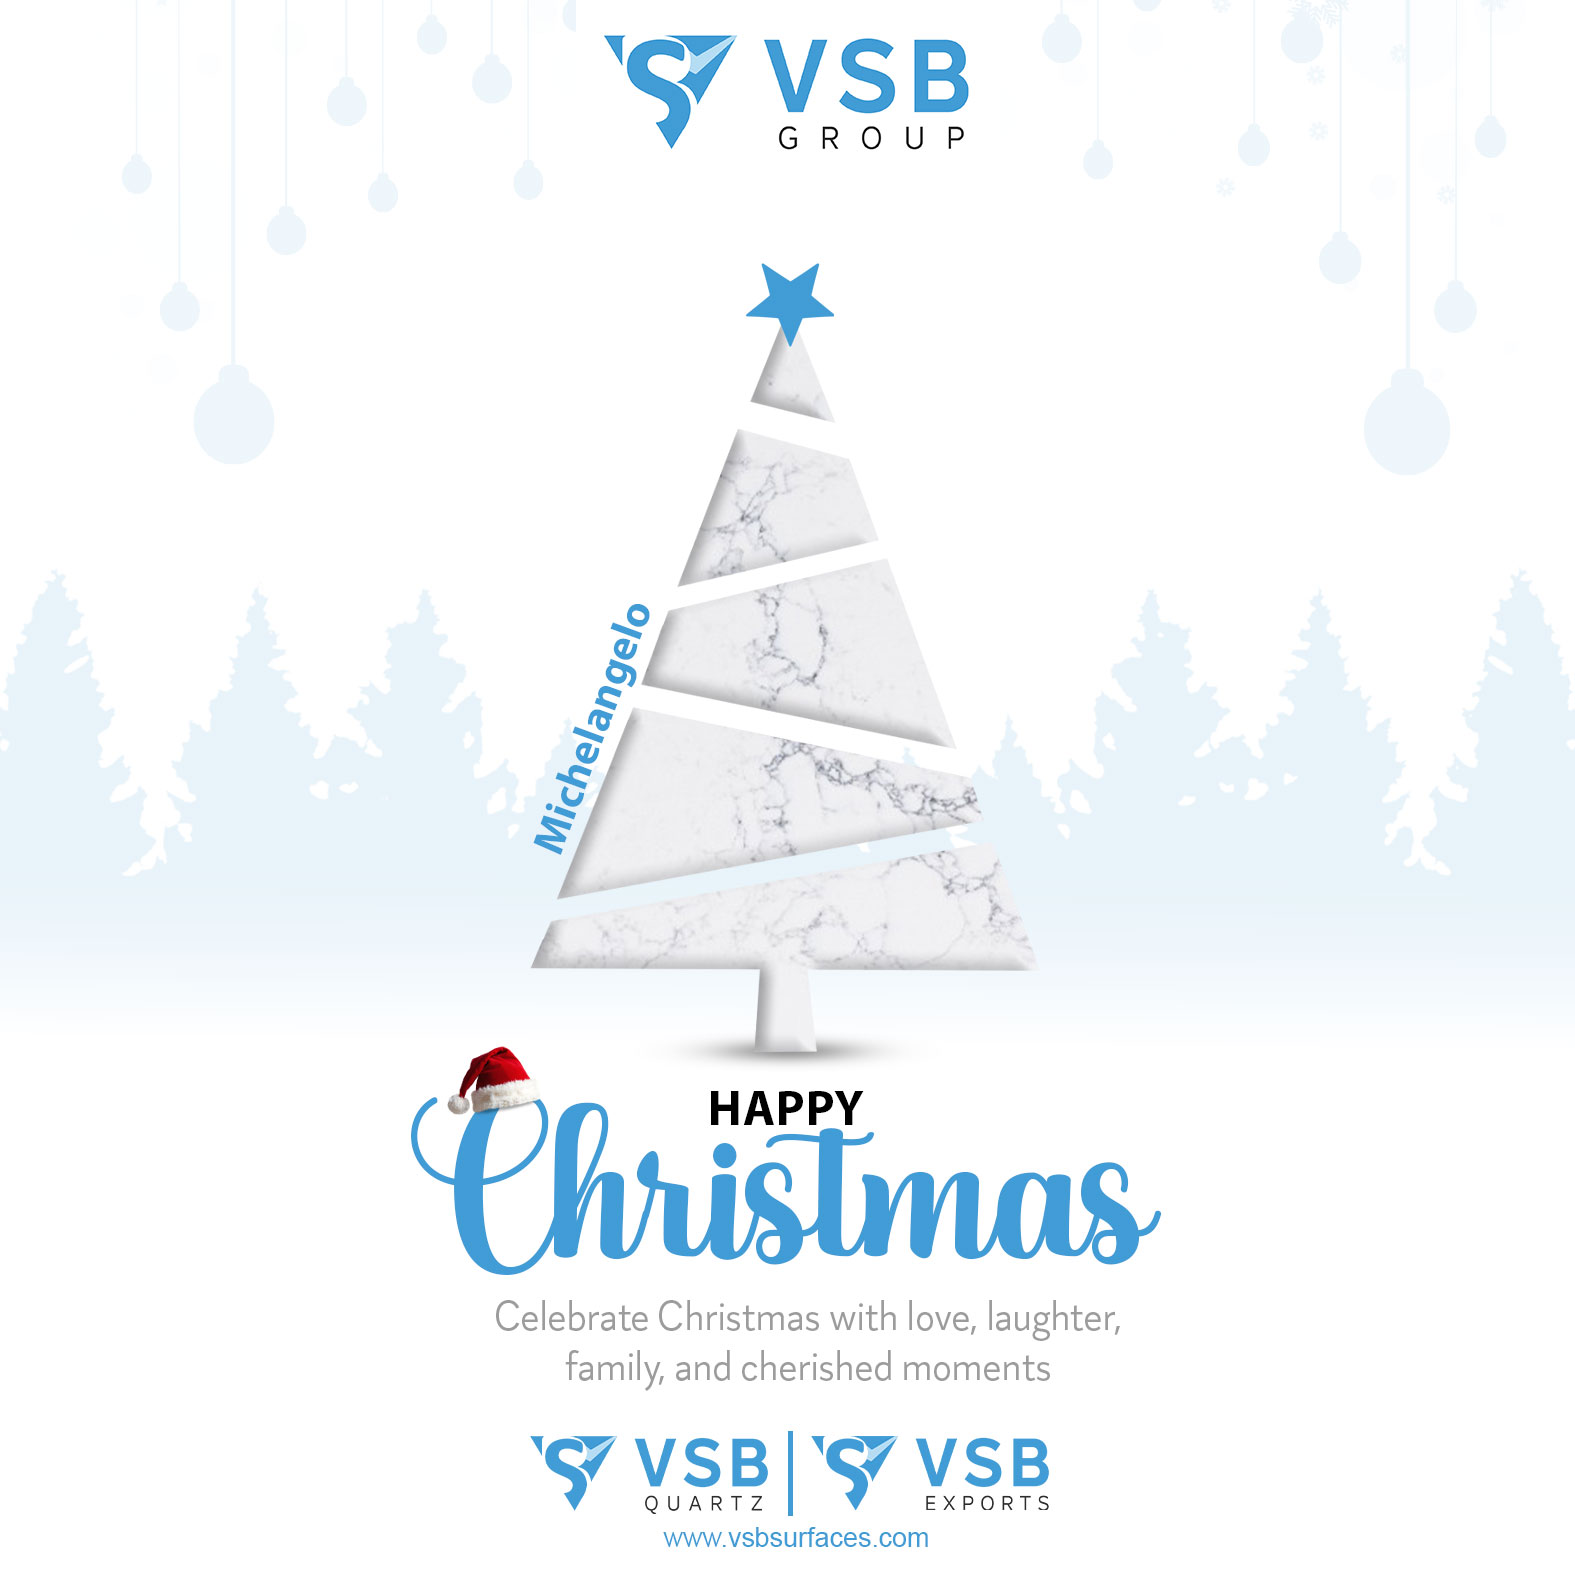 VSB
GROUP
Michelangelo
HAPPY
Christmas
Celebrate Christmas with love, laughter,
family, and cherished moments
VSB
QUARTZ
VSB
EXPORTS
www.vsbsurfaces.com